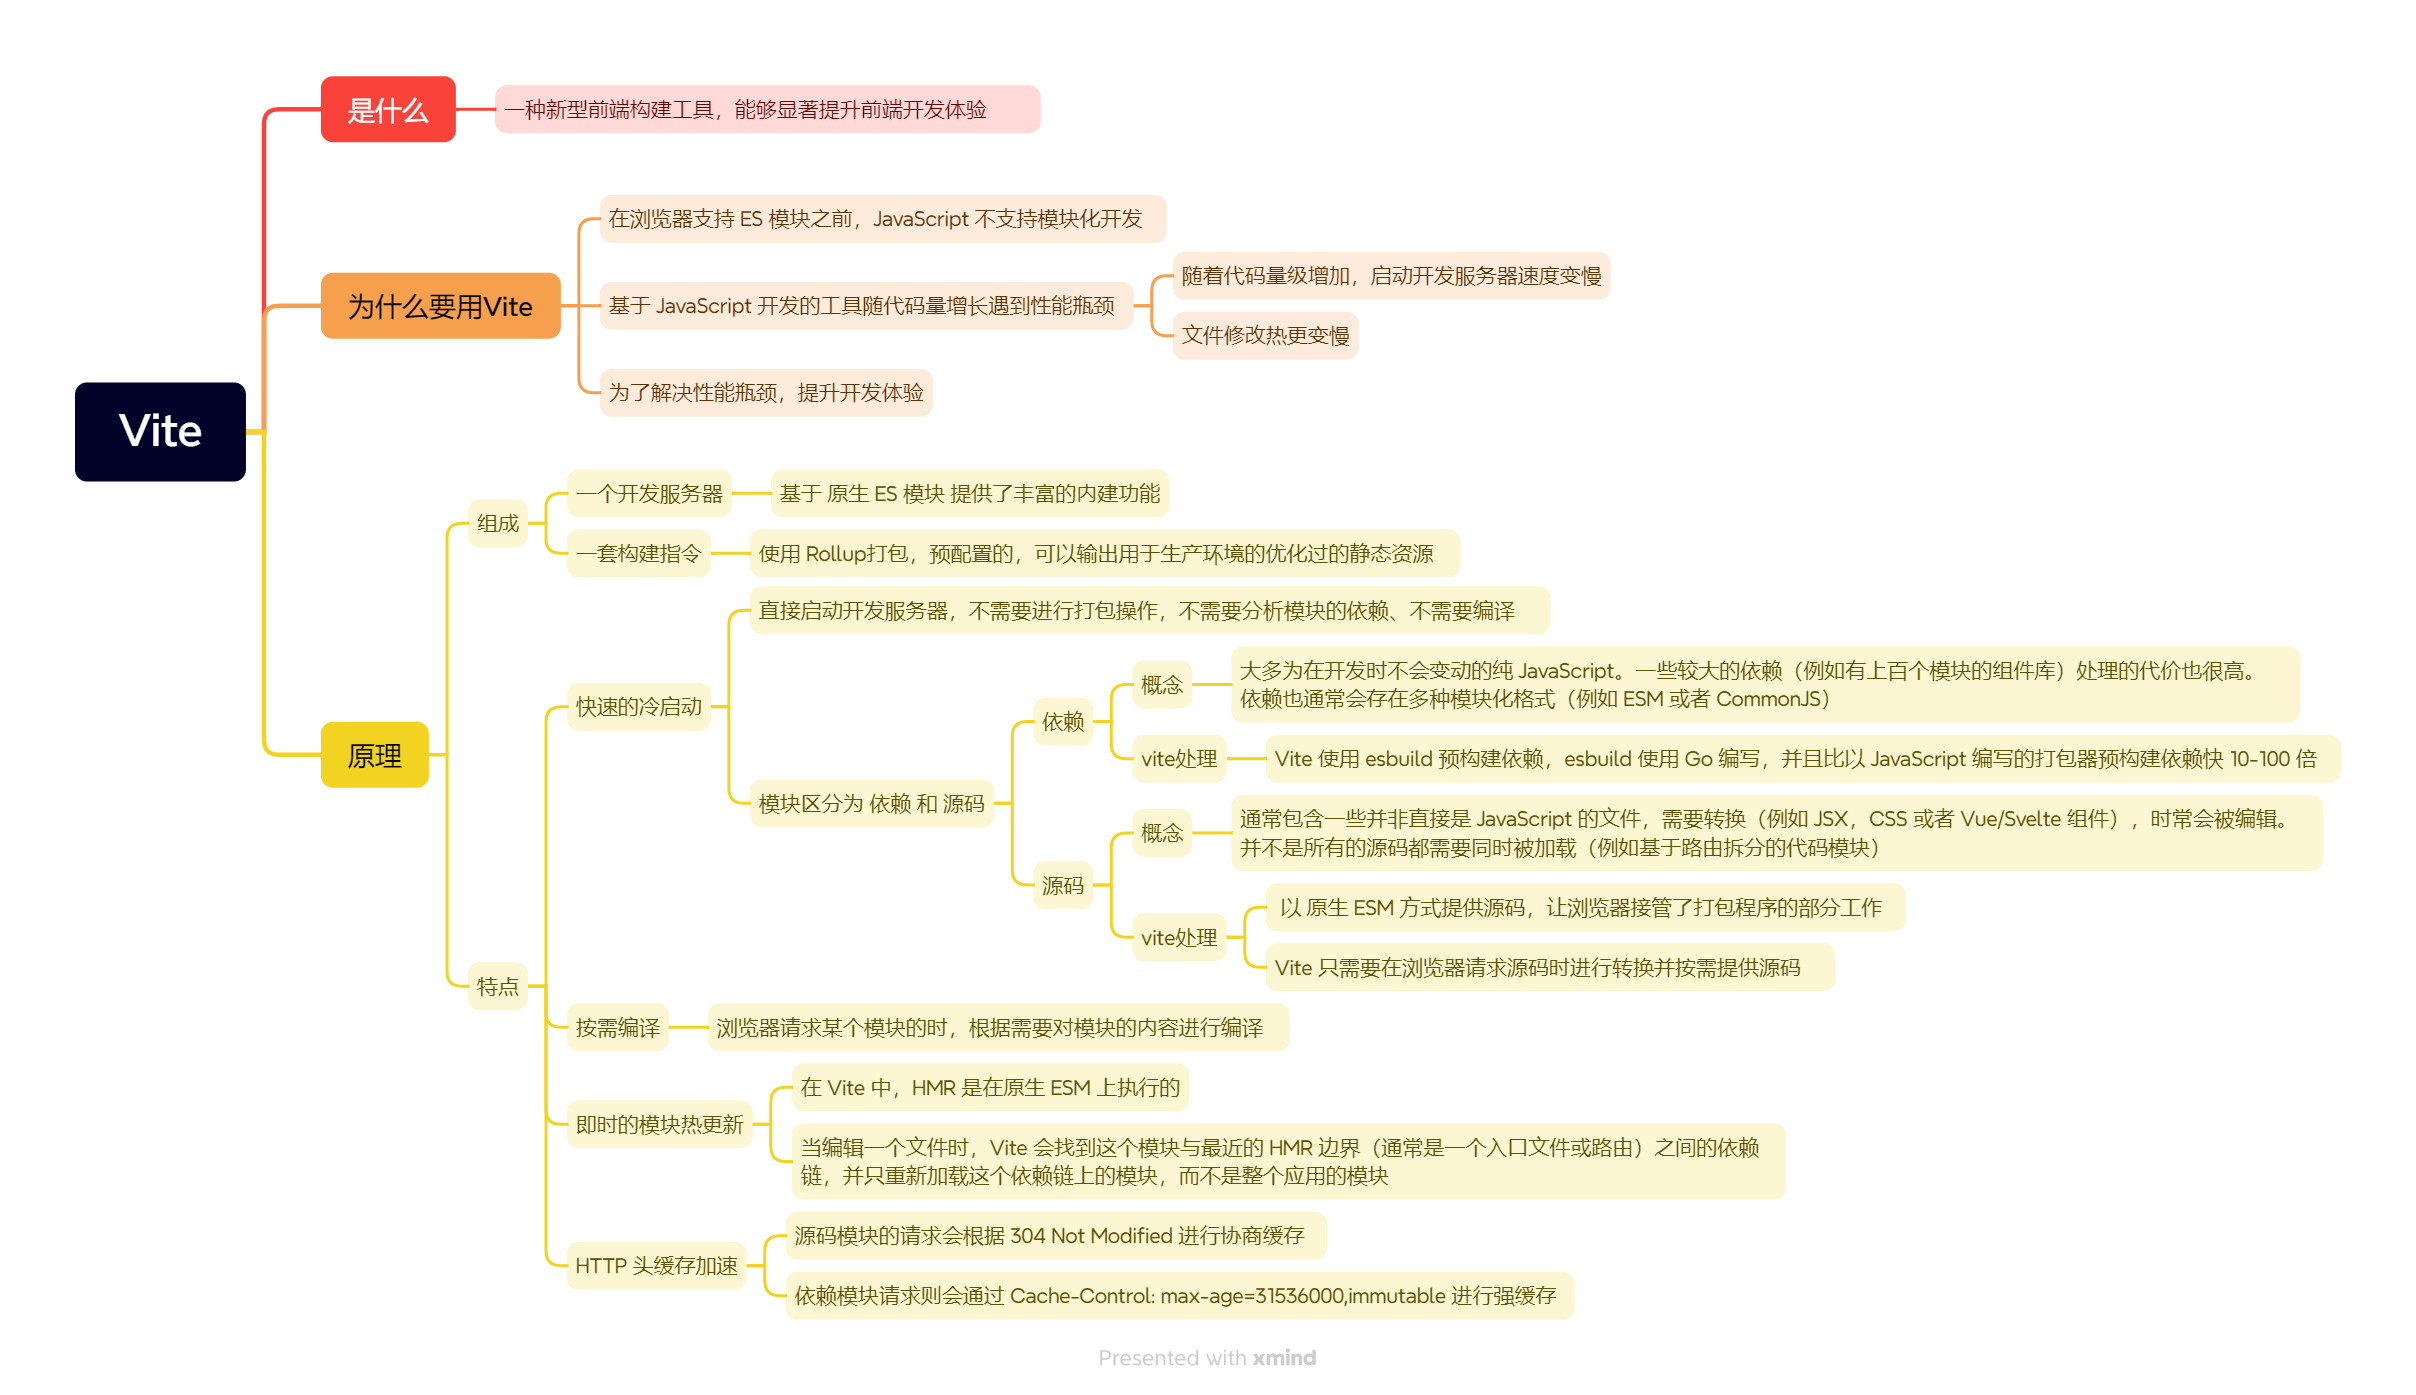 Vite
是什么
一种新型前端构建工具，能够显著提升前端开发体验
为什么要用Vite
在浏览器支持 ES 模块之前，JavaScript 不支持模块化开发
基于 JavaScript 开发的工具随代码量增长遇到性能瓶颈
随着代码量级增加，启动开发服务器速度变慢
文件修改热更变慢
为了解决性能瓶颈，提升开发体验
原理
组成
一个开发服务器
基于 原生 ES 模块 提供了丰富的内建功能
一套构建指令
使用 Rollup打包，预配置的，可以输出用于生产环境的优化过的静态资源
特点
快速的冷启动
直接启动开发服务器，不需要进行打包操作，不需要分析模块的依赖、不需要编译
模块区分为 依赖 和 源码
依赖
概念
大多为在开发时不会变动的纯 JavaScript。一些较大的依赖（例如有上百个模块的组件库）处理的代价也很高。
依赖也通常会存在多种模块化格式（例如 ESM 或者 CommonJS）
vite处理
Vite 使用 esbuild 预构建依赖，esbuild 使用 Go 编写，并且比以 JavaScript 编写的打包器预构建依赖快 10-100 倍
源码
概念
通常包含一些并非直接是 JavaScript 的文件，需要转换（例如 JSX，CSS 或者 Vue/Svelte 组件），时常会被编辑。
并不是所有的源码都需要同时被加载（例如基于路由拆分的代码模块）
vite处理
以 原生 ESM 方式提供源码，让浏览器接管了打包程序的部分工作
Vite 只需要在浏览器请求源码时进行转换并按需提供源码
按需编译
浏览器请求某个模块的时，根据需要对模块的内容进行编译
即时的模块热更新
在 Vite 中，HMR 是在原生 ESM 上执行的
当编辑一个文件时，Vite 会找到这个模块与最近的 HMR 边界（通常是一个入口文件或路由）之间的依赖
链，并只重新加载这个依赖链上的模块，而不是整个应用的模块
HTTP 头缓存加速
源码模块的请求会根据 304 Not Modified 进行协商缓存
依赖模块请求则会通过 Cache-Control: max-age=31536000,immutable 进行强缓存
Presented with xmind